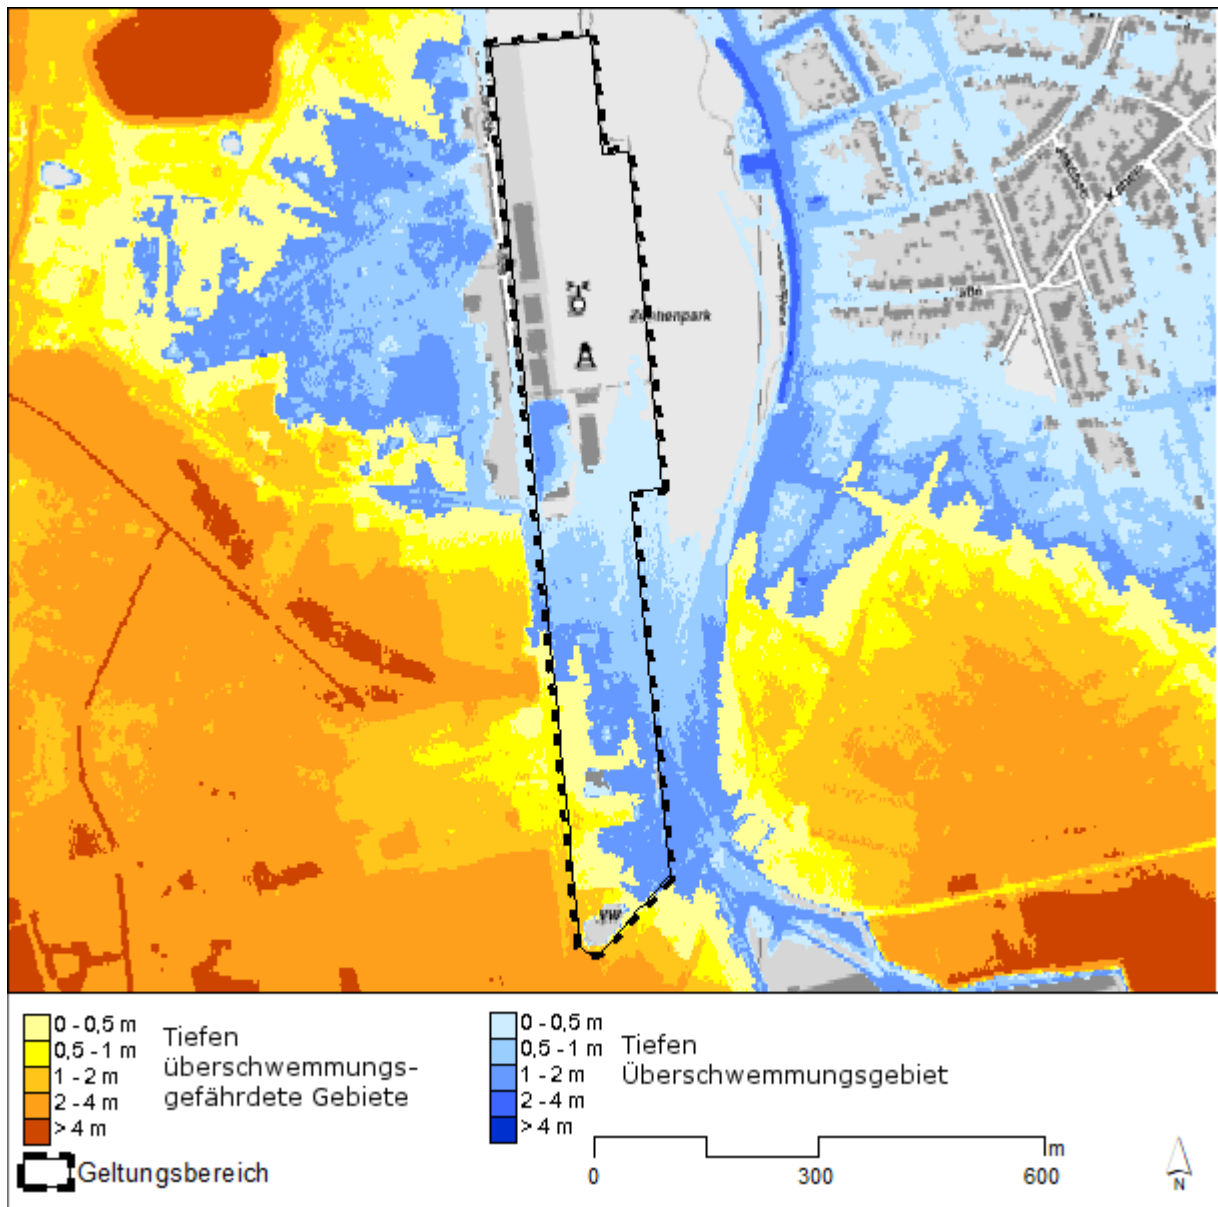 VW
0 - 0,5 m
0,5 - 1 m
1 - 2 m
2 - 4 m
> 4 m
Tiefen
überschwemmungs-
gefährdete Gebiete
0 - 0,5 m
0,5 - 1 m
1 - 2 m
2 - 4 m
> 4 m
Tiefen
Überschwemmungsgebiet
Geltungsbereich
m
0
300
600
N